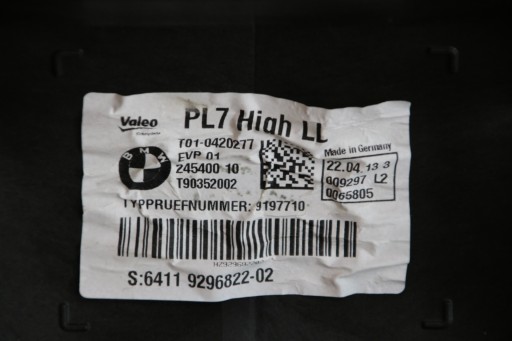 Valeo
PL7 High LL
T01-0420277
BMW
EVP 01
245400 10
T90352002
Made in Germany
22.04.13 3
009297 L2
0065805
TYPPRUEFNUMMER: 9197710
S:6411 9296822-02